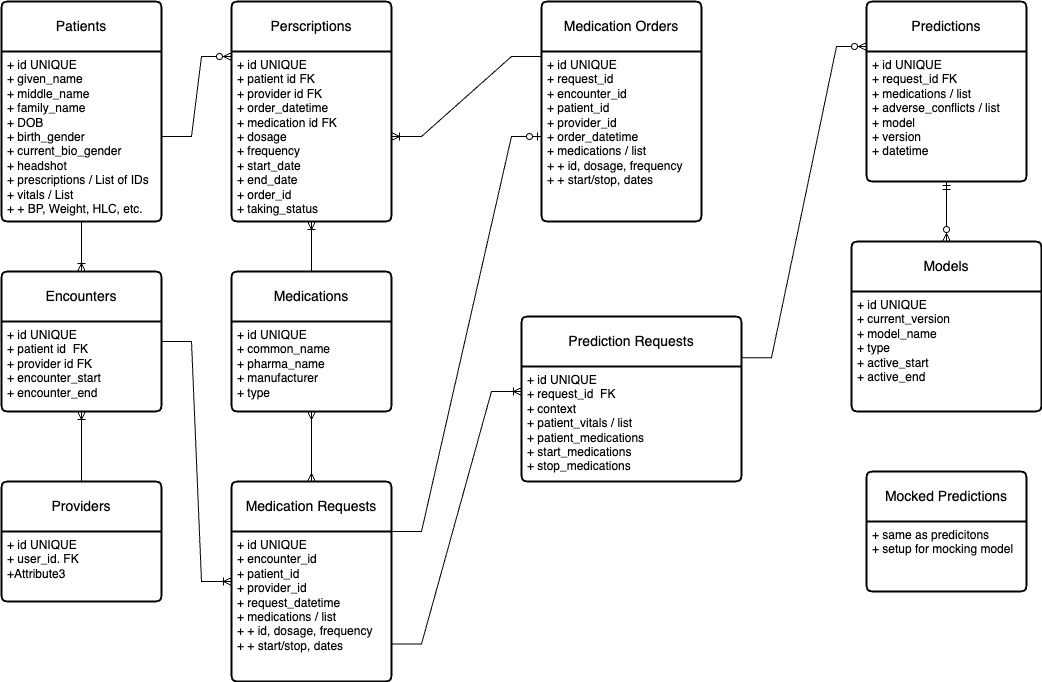 Patients
+ id UNIQUE
+ given_name
+ middle_name
+ family_name
+ DOB
+ birth_gender
+ current_bio_gender
+ headshot
+ prescriptions / List of IDs
+ vitals / List
+ + BP, Weight, HLC, etc.
Perscriptions
+ id UNIQUE
+ patient id FK
+ provider id FK
+ order_datetime
+ medication id FK
+ dosage
+ frequency
+ start_date
+ end_date
+ order_id
+ taking_status
Medication Orders
+ id UNIQUE
+ request_id
+ encounter_id
+ patient_id
+ provider_id
+ order_datetime
+ medications / list
+ + id, dosage, frequency
+ + start/stop, dates
Predictions
+ id UNIQUE
+ request_id FK
+ medications / list
+ adverse_conflicts / list
+ model
+ version
+ datetime
Encounters
+ id UNIQUE
+ patient id  FK
+ provider id FK
+ encounter_start
+ encounter_end
Medications
+ id UNIQUE
+ common_name
+ pharma_name
+ manufacturer
+ type
Prediction Requests
+ id UNIQUE
+ request_id  FK
+ context
+ patient_vitals / list
+ patient_medications
+ start_medications
+ stop_medications
Models
+ id UNIQUE
+ current_version
+ model_name
+ type
+ active_start
+ active_end
Providers
+ id UNIQUE
+ user_id. FK
+Attribute3
Medication Requests
+ id UNIQUE
+ encounter_id
+ patient_id
+ provider_id
+ request_datetime
+ medications / list
+ + id, dosage, frequency
+ + start/stop, dates
Mocked Predictions
+ same as predicitons
+ setup for mocking model